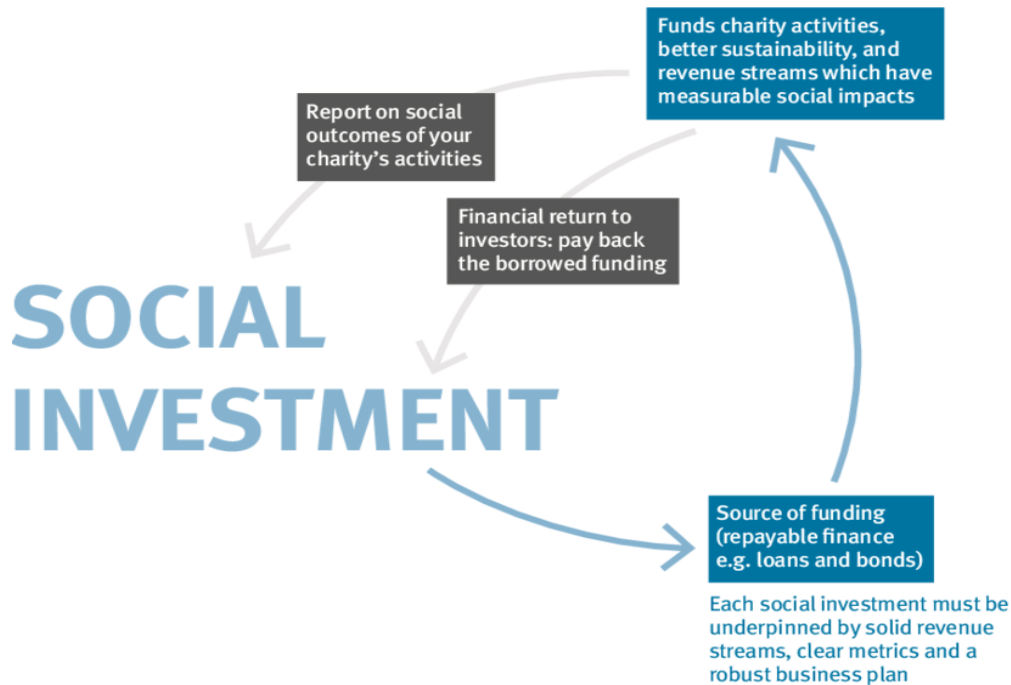 Funds charity activities,
better sustainability, and
revenue streams which have
measurable social impacts
Report on social
outcomes of your
charity's activities
Financial return to
investors: pay back
the borrowed funding
SOCIAL
INVESTMENT
Source of funding
(repayable finance
e.g. loans and bonds)
Each social investment must be
underpinned by solid revenue
streams, clear metrics and a
robust business plan